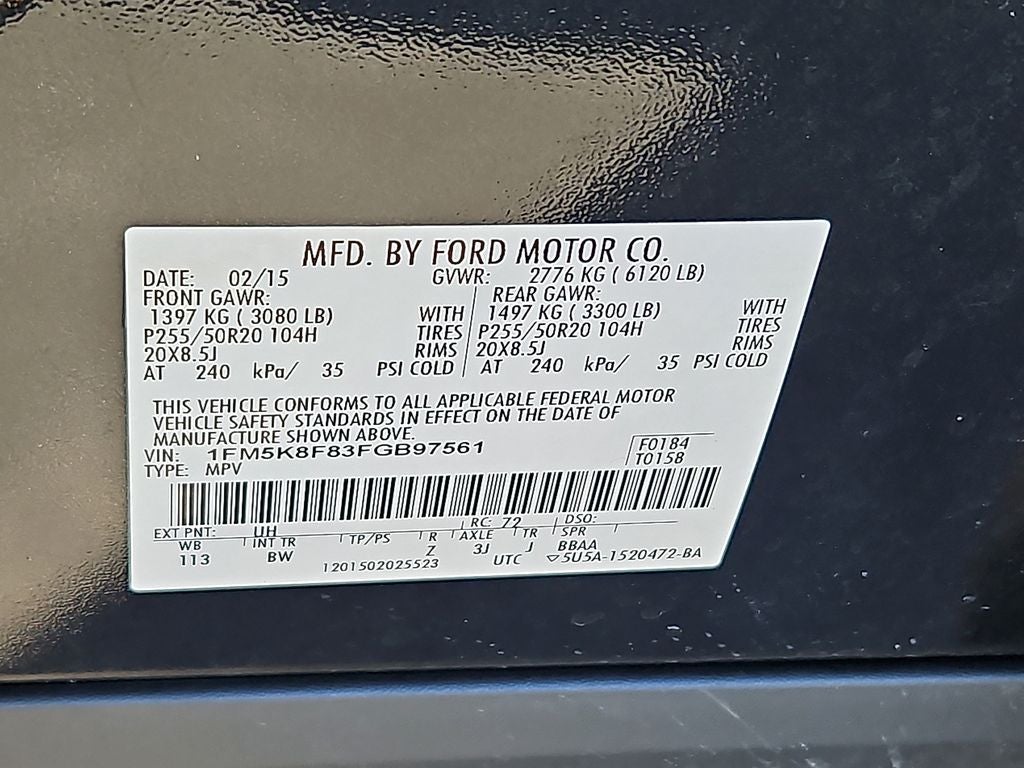 MFD. BY FORD MOTOR CO.
DATE: 02/15 GVWR: 2776 KG ( 6120 LB)
FRONT GAWR: REAR GAWR:
1397 KG ( 3080 LB) WITH 1497 KG ( 3300 LB) WITH
P255/50R20 104H TIRES P255/50R20 104H TIRES
20X8.5J RIMS 20X8.5J RIMS
AT 240 kPa/ 35 PSI COLD AT 240 kPa/ 35 PSI COLD
THIS VEHICLE CONFORMS TO ALL APPLICABLE FEDERAL MOTOR
VEHICLE SAFETY STANDARDS IN EFFECT ON THE DATE OF
MANUFACTURE SHOWN ABOVE.
VIN: 1FM5K8F83FGB97561 F0184
TYPE: MPV T0158
EXT PNT: UH RC: 72 DSO:
WB INT TR TP/PS R AXLE TR SPR
113 BW Z 3J J BBAA
1201502025523 UTC ▽5U5A-1520472-BA